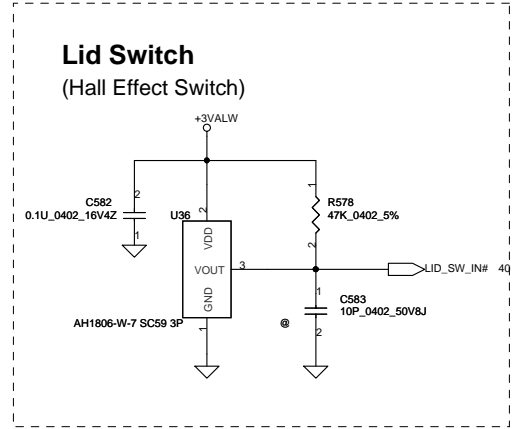 Lid Switch
(Hall Effect Switch)
+3VALW
C582
0.1U_0402_16V4Z
2
1
U36
2
VDD
VOUT
3
GND
1
AH1806-W-7 SC59 3P
1
R578
47K_0402_5%
2
LID_SW_IN# 40
1
C583
10P_0402_50V8J
@
2